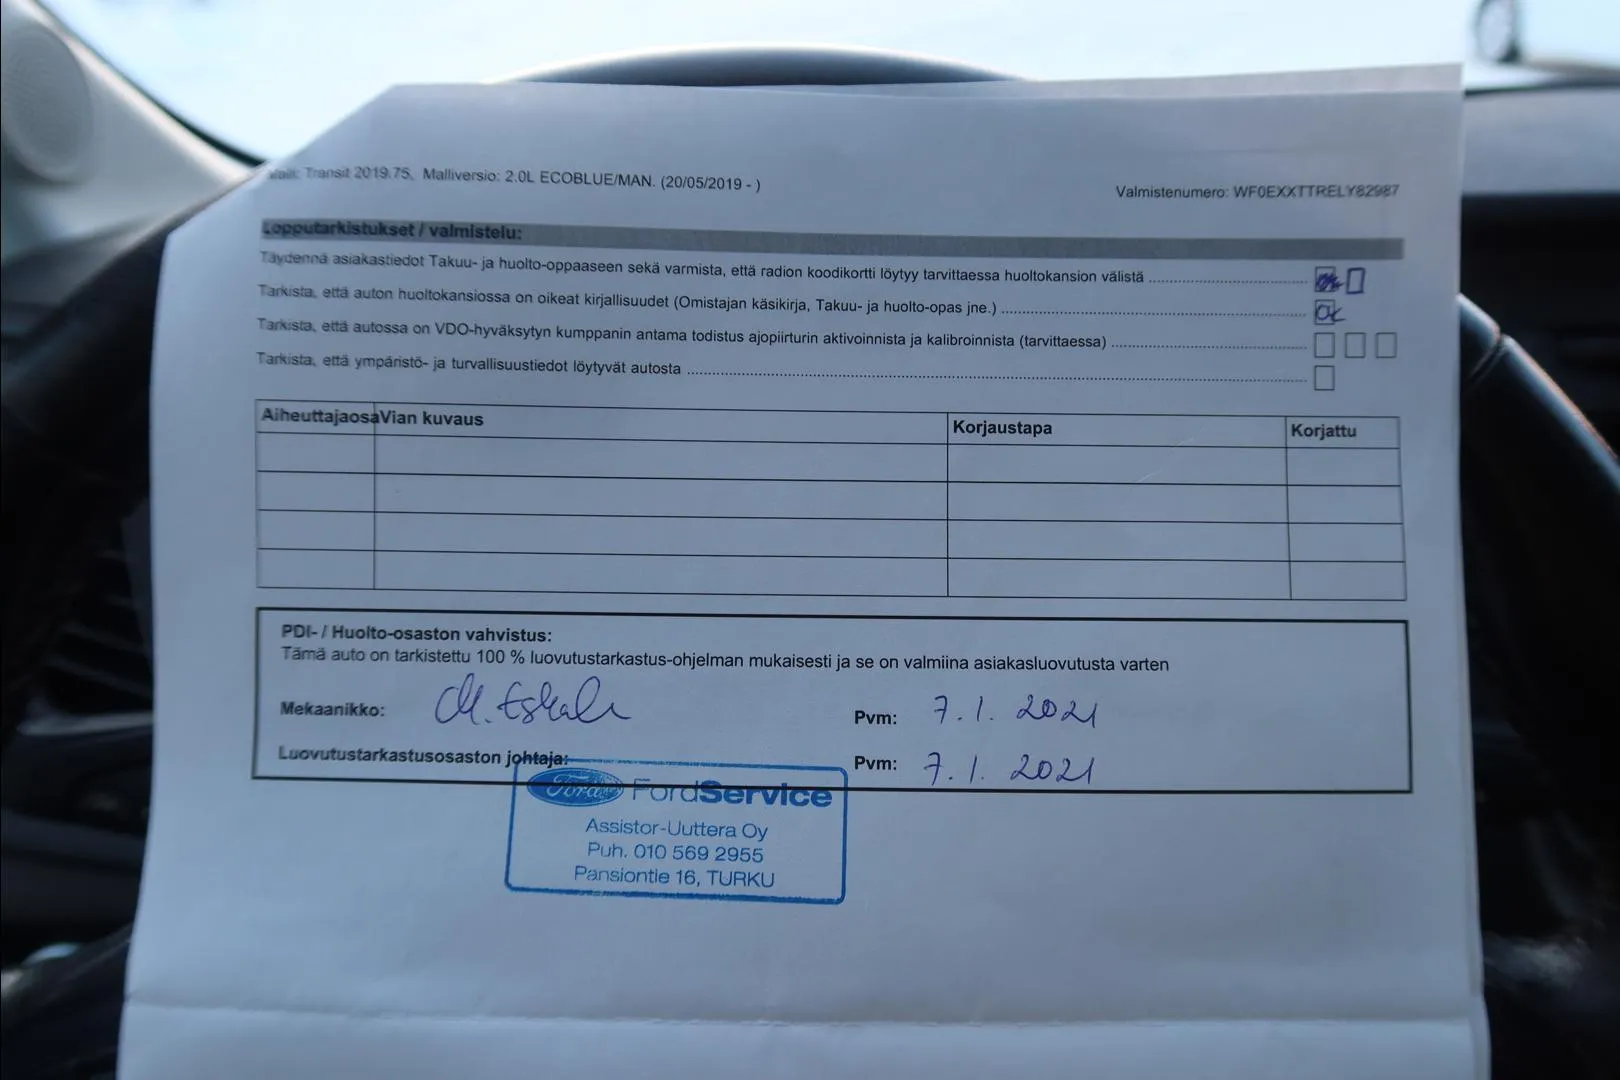 Malli: Transit 2019.75, Malliversio: 2.0L ECOBLUE/MAN. (20/05/2019 - )
Valmistenumero: WF0EXXTTRELY82987
Lopputarkistukset / valmistelu:
Täydennä asiakastiedot Takuu- ja huolto-oppaaseen sekä varmista, että radion koodikortti löytyy tarvittaessa huoltokansion välistä
Tarkista, että auton huoltokansiossa on oikeat kirjallisuudet (Omistajan käsikirja, Takuu- ja huolto-opas jne.) OK
Tarkista, että autossa on VDO-hyväksytyn kumppanin antama todistus ajopiirturin aktivoinnista ja kalibroinnista (tarvittaessa)
Tarkista, että ympäristö- ja turvallisuustiedot löytyvät autosta
Aiheuttajaosa Vian kuvaus Korjaustapa Korjattu
PDI- / Huolto-osaston vahvistus:
Tämä auto on tarkistettu 100 % luovutustarkastus-ohjelman mukaisesti ja se on valmiina asiakasluovutusta varten
Mekaanikko: Pvm: 7.1.2021
Luovutustarkastusosaston johtaja: Pvm: 7.1.2021
Ford FordService
Assistor-Uuttera Oy
Puh. 010 569 2955
Pansiontie 16, TURKU